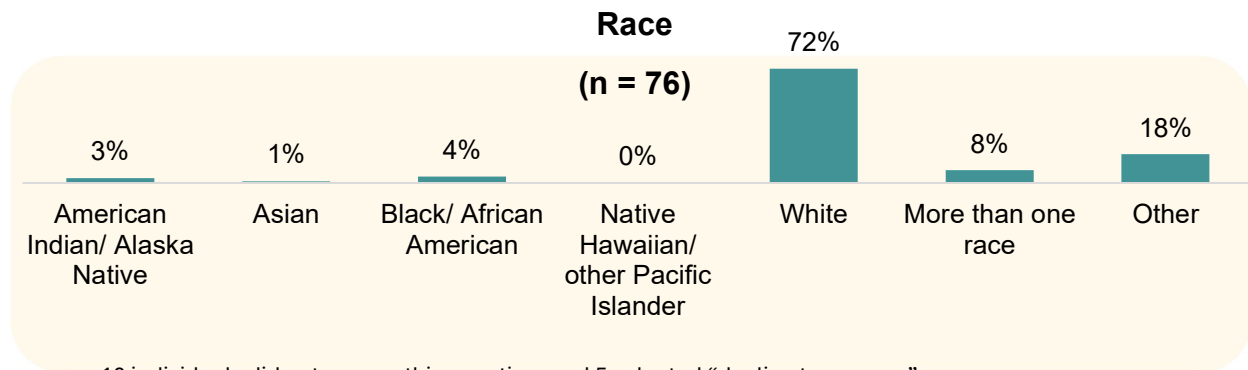 Race
(n = 76)
3%
1%
4%
0%
72%
8%
18%
American
Indian/ Alaska
Native
Asian
Black/ African
American
Native
Hawaiian/
other Pacific
Islander
White
More than one
race
Other